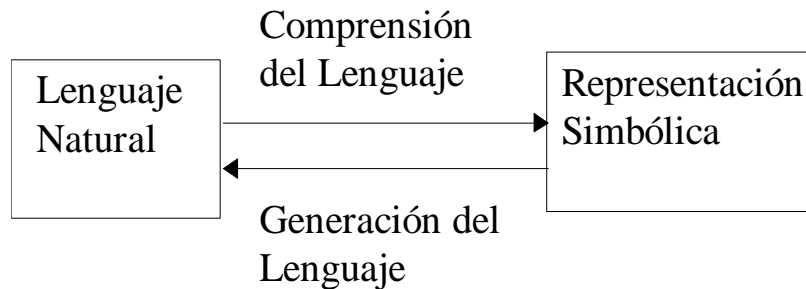 Comprensión
del Lenguaje
Lenguaje
Natural
Representación
Simbólica
Generación del
Lenguaje